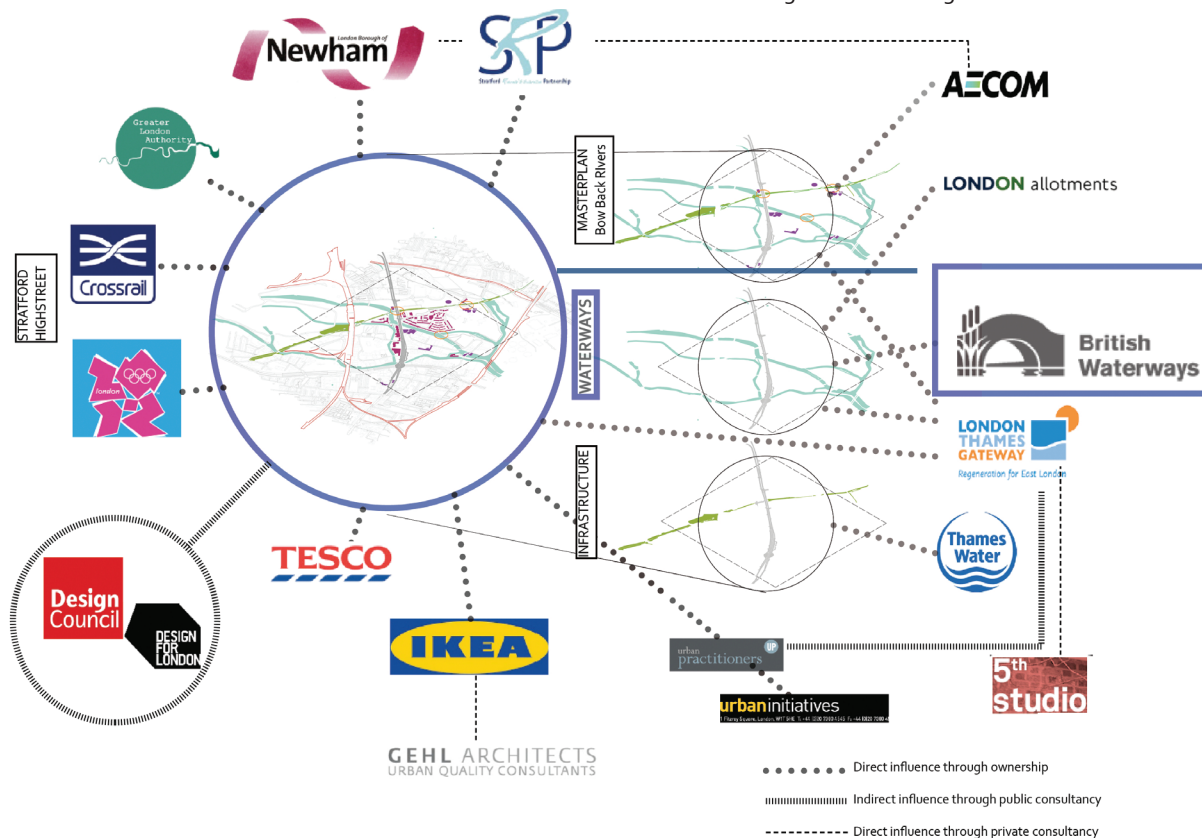 London Borough of
Newham
SRP
Stratford Partnership
AECOM
Greater
London
Authority
LONDON allotments
Crossrail
STRATFORD
HIGHSTREET
london
MASTERPLAN
Bow Back Rivers
WATERWAYS
British
Waterways
LONDON
THAMES
GATEWAY
Regeneration for East London
INFRASTRUCTURE
Thames
Water
Design
Council
DESIGN
FOR
LONDON
TESCO
IKEA
urban
practitioners
UP
urbaninitiatives
5th
studio
GEHL ARCHITECTS
URBAN QUALITY CONSULTANTS
Direct influence through ownership
Indirect influence through public consultancy
Direct influence through private consultancy